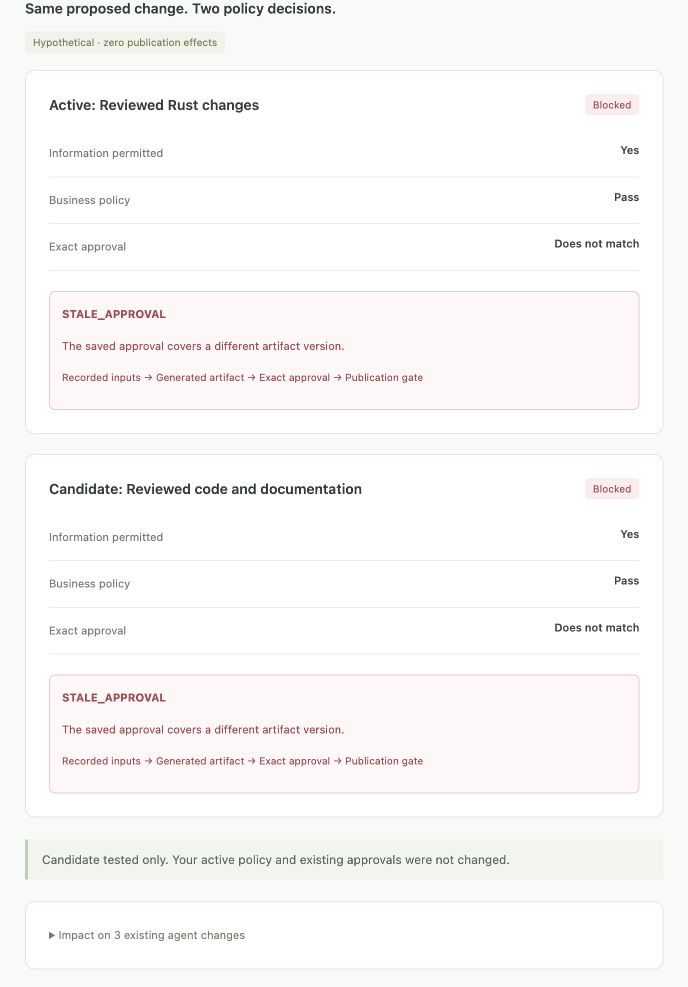 Same proposed change. Two policy decisions.
Hypothetical · zero publication effects
Active: Reviewed Rust changes
Blocked
Information permitted
Yes
Business policy
Pass
Exact approval
Does not match
STALE_APPROVAL
The saved approval covers a different artifact version.
Recorded inputs → Generated artifact → Exact approval → Publication gate
Candidate: Reviewed code and documentation
Blocked
Information permitted
Yes
Business policy
Pass
Exact approval
Does not match
STALE_APPROVAL
The saved approval covers a different artifact version.
Recorded inputs → Generated artifact → Exact approval → Publication gate
Candidate tested only. Your active policy and existing approvals were not changed.
▶ Impact on 3 existing agent changes